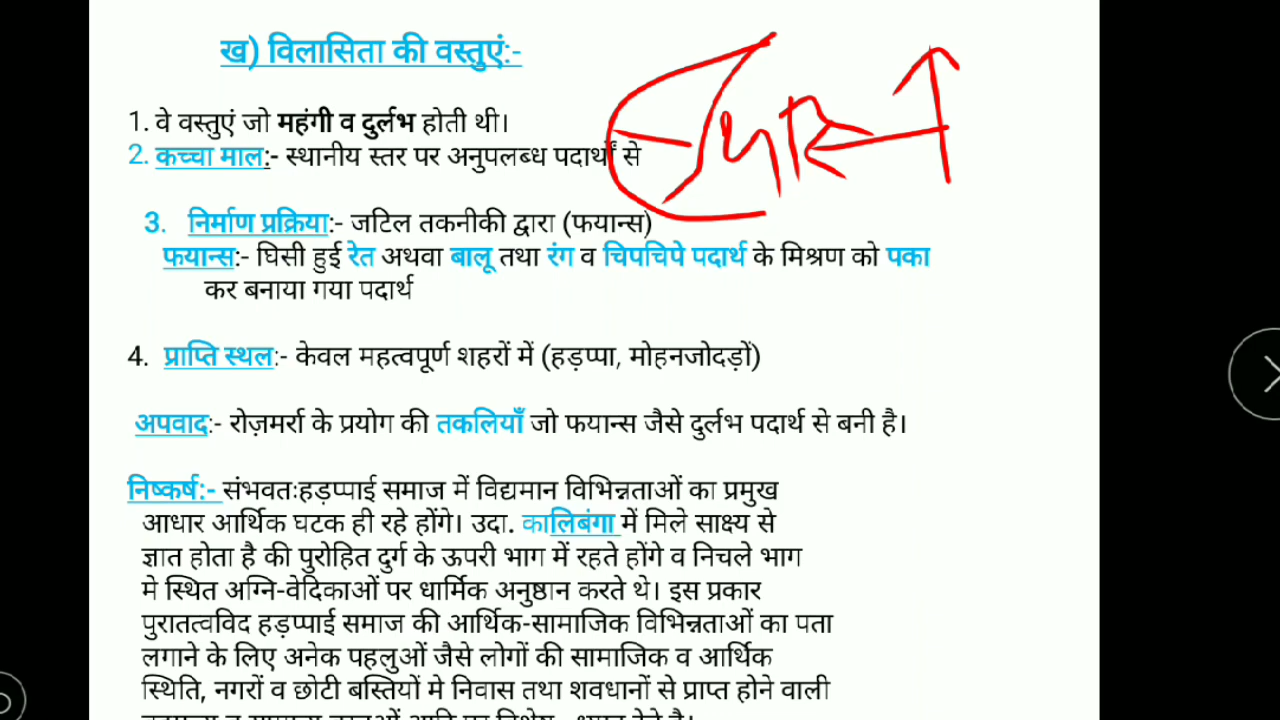 ख) विलासिता की वस्तुएं:-
1. वे वस्तुएं जो महंगी व दुर्लभ होती थी।
2. कच्चा माल:- स्थानीय स्तर पर अनुपलब्ध पदार्थों से
3. निर्माण प्रक्रिया:- जटिल तकनीकी द्वारा (फयान्स)
फयान्स:- घिसी हुई रेत अथवा बालू तथा रंग व चिपचिपे पदार्थ के मिश्रण को पका
कर बनाया गया पदार्थ
4. प्राप्ति स्थल:- केवल महत्वपूर्ण शहरों में (हड़प्पा, मोहनजोदड़ों)
अपवाद:- रोज़मर्रा के प्रयोग की तकलियाँ जो फयान्स जैसे दुर्लभ पदार्थ से बनी है।
निष्कर्ष:- संभवतःहड़प्पाई समाज में विद्यमान विभिन्नताओं का प्रमुख
आधार आर्थिक घटक ही रहे होंगे। उदा. कालिबंगा में मिले साक्ष्य से
ज्ञात होता है की पुरोहित दुर्ग के ऊपरी भाग में रहते होंगे व निचले भाग
मे स्थित अग्नि-वेदिकाओं पर धार्मिक अनुष्ठान करते थे। इस प्रकार
पुरातत्वविद हड़प्पाई समाज की आर्थिक-सामाजिक विभिन्नताओं का पता
लगाने के लिए अनेक पहलुओं जैसे लोगों की सामाजिक व आर्थिक
स्थिति, नगरों व छोटी बस्तियों मे निवास तथा शवधानों से प्राप्त होने वाली